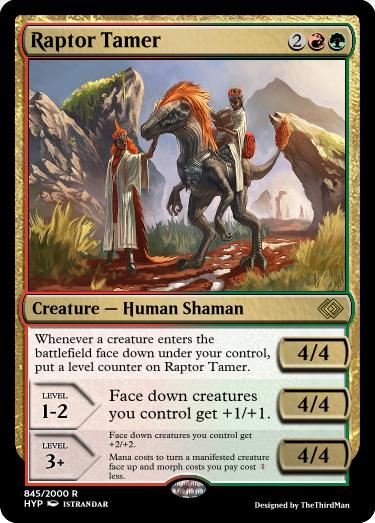 Raptor Tamer 2
Creature — Human Shaman
Whenever a creature enters the
battlefield face down under your control,
put a level counter on Raptor Tamer.
4/4
LEVEL
1-2
Face down creatures
you control get +1/+1.
4/4
LEVEL
3+
Face down creatures you control get
+2/+2.
Mana costs to turn a manifested creature
face up and morph costs you pay cost 1
less.
4/4
845/2000 R
HYP • ISTRANDAR
Designed by TheThirdMan